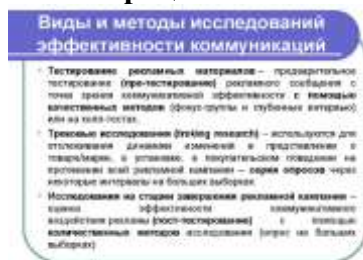 Виды и методы исследований
эффективности коммуникаций
Тестирование рекламных материалов – предварительное
тестирование (пре-тестирование) рекламного сообщения с
точки зрения коммуникативной эффективности с помощью
качественных методов (фокус-группы и глубинные интервью)
или на холл-тестах.
Трековые исследования (treking research) – используются для
отслеживания динамики изменений в представлении о
товаре/марке, в установке, в покупательском поведении на
протяжении всей рекламной кампании – серия опросов через
некоторые интервалы на больших выборках.
Исследования на стадии завершения рекламной кампании –
оценка эффективности коммуникативного
воздействия рекламы (пост-тестирование) с помощью
количественных методов исследования (опрос на больших
выборках)